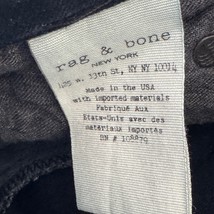 rag & bone
NEW YORK
425 w. 13th St, NY NY 10014
made in the USA
with imported materials
Fabriqué Aux
États-Unis avec des
matériaux importés
RN # 108879